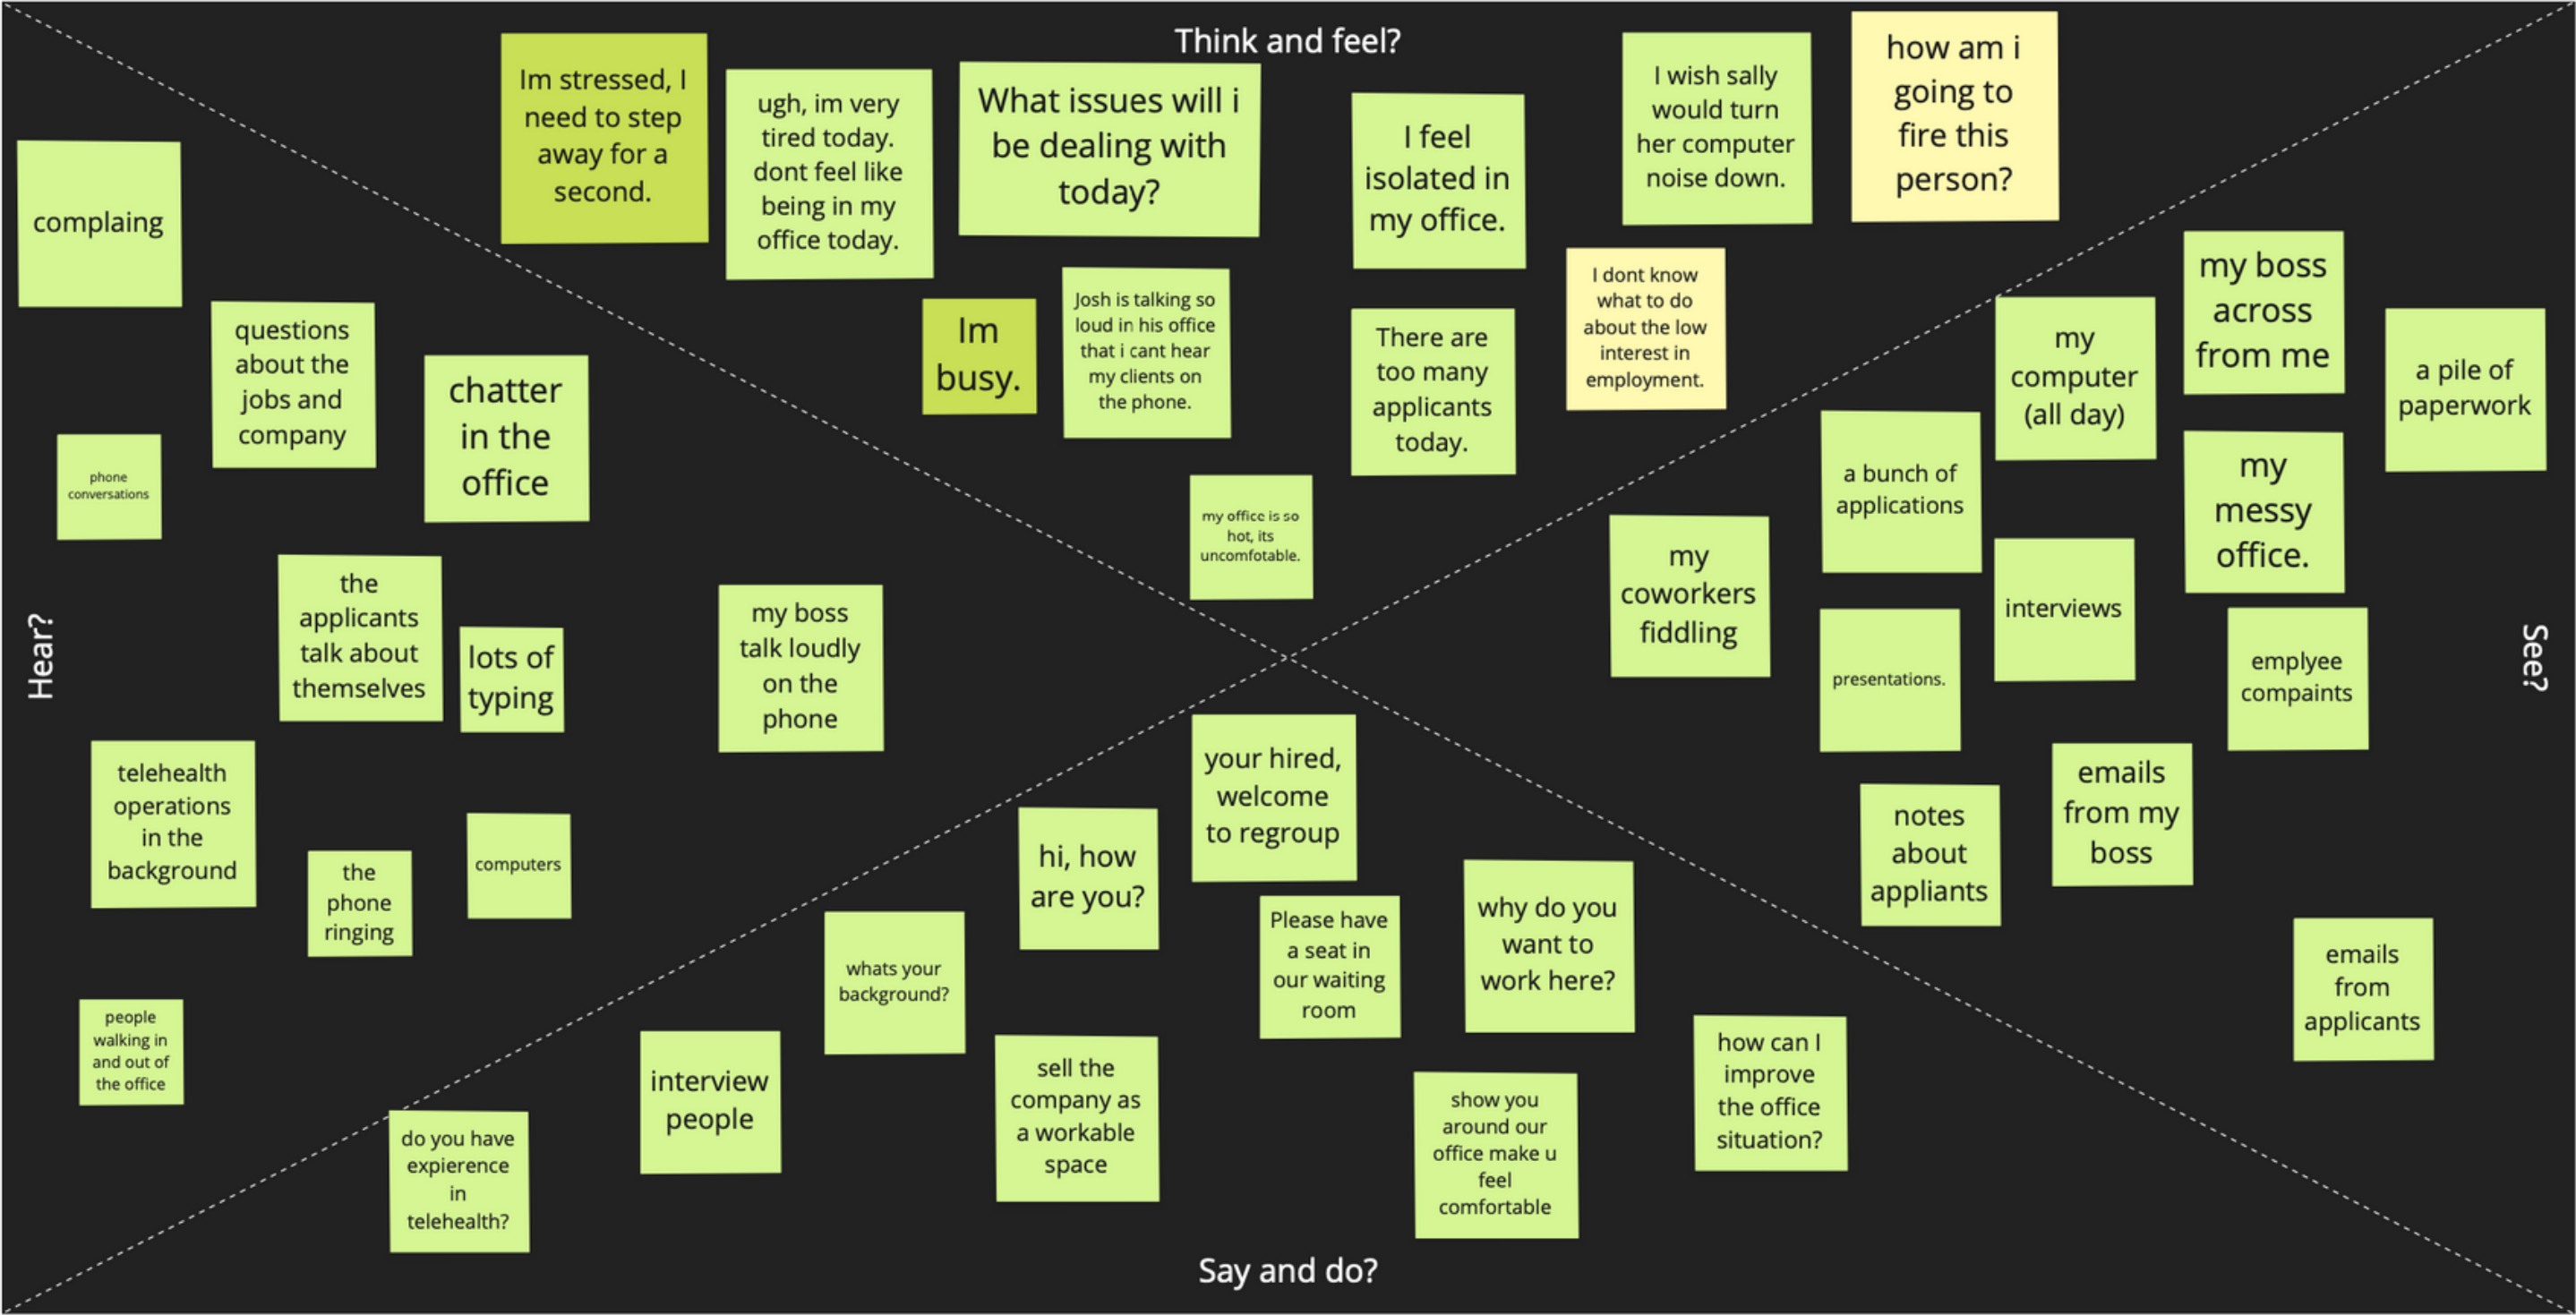 Think and feel?
Im stressed, I
need to step
away for a
second.
ugh, im very
tired today.
dont feel like
being in my
office today.
What issues will i
be dealing with
today?
I feel
isolated in
my office.
I wish sally
would turn
her computer
noise down.
how am i
going to
fire this
person?
Im
busy.
Josh is talking so
loud in his office
that i cant hear
my clients on
the phone.
There are
too many
applicants
today.
I dont know
what to do
about the low
interest in
employment.
my office is so
hot, its
uncomfotable.
Hear?
complaing
questions
about the
jobs and
company
chatter
in the
office
phone
conversations
the
applicants
talk about
themselves
lots of
typing
my boss
talk loudly
on the
phone
telehealth
operations
in the
background
the
phone
ringing
computers
people
walking in
and out of
the office
See?
my boss
across
from me
my
computer
(all day)
a pile of
paperwork
a bunch of
applications
my
messy
office.
my
coworkers
fiddling
interviews
presentations.
emplyee
compaints
notes
about
appliants
emails
from my
boss
emails
from
applicants
your hired,
welcome
to regroup
hi, how
are you?
Please have
a seat in
our waiting
room
why do you
want to
work here?
whats your
background?
interview
people
sell the
company as
a workable
space
show you
around our
office make u
feel
comfortable
how can I
improve
the office
situation?
do you have
expierence
in
telehealth?
Say and do?